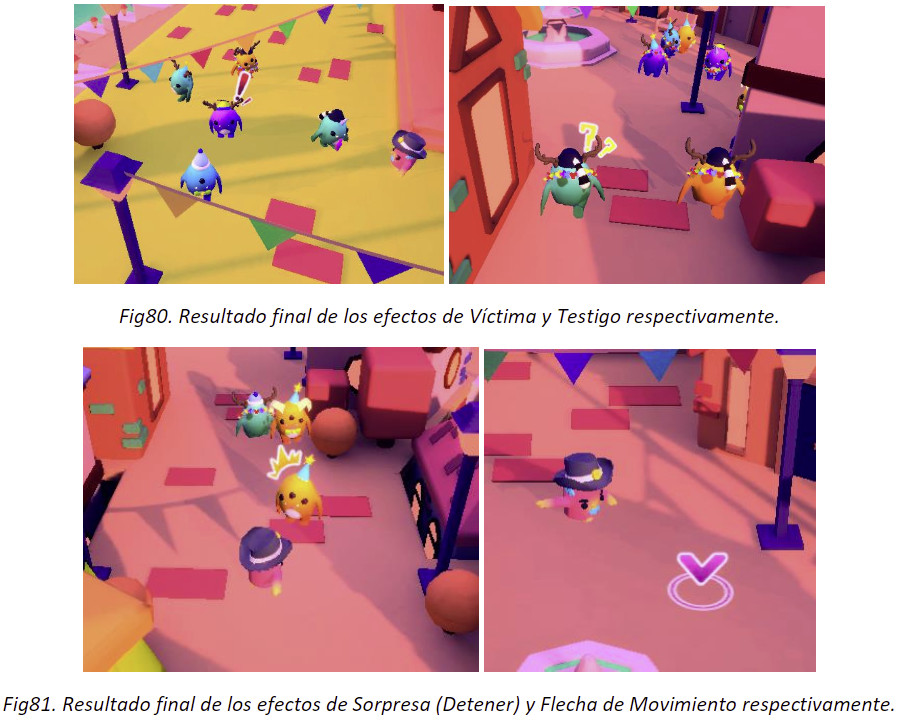 Fig80. Resultado final de los efectos de Víctima y Testigo respectivamente.
Fig81. Resultado final de los efectos de Sorpresa (Detener) y Flecha de Movimiento respectivamente.